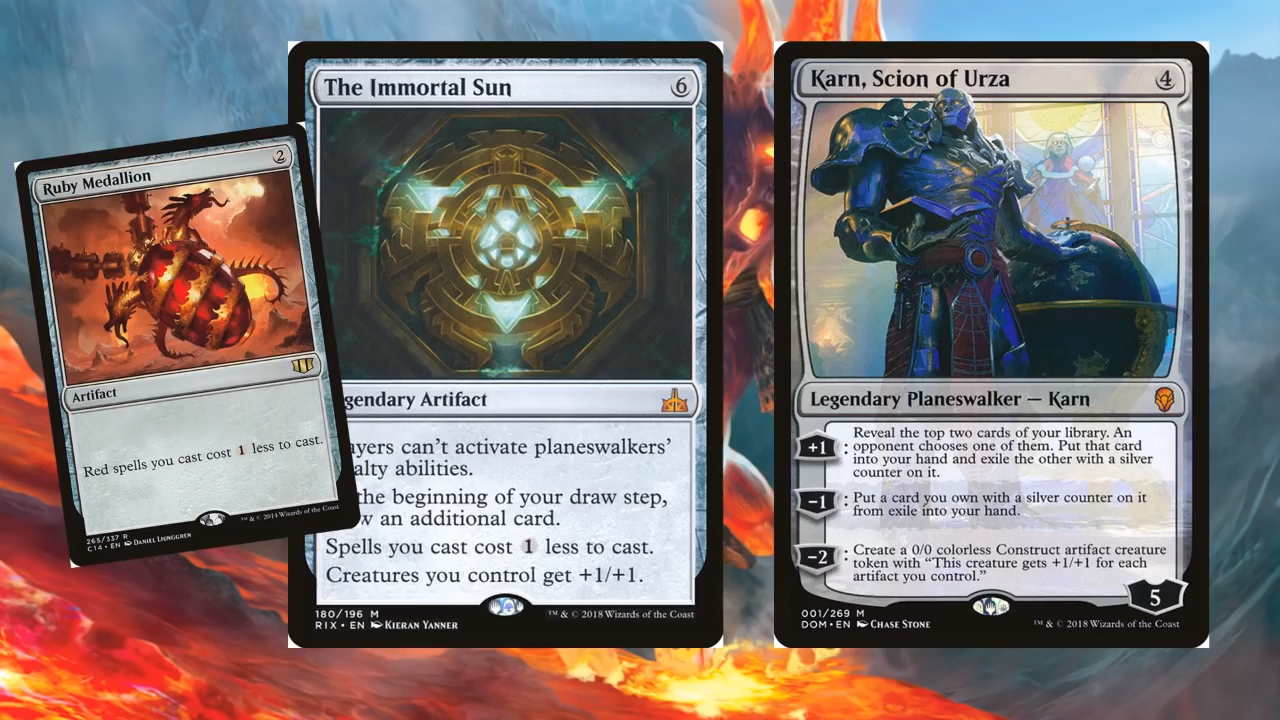 Ruby Medallion
2
Artifact
Red spells you cast cost 1 less to cast.
265/337 R
C14 • EN DANIEL LJUNGGREN
™ & © 2014 Wizards of the Coast
The Immortal Sun
6
gendary Artifact
ayers can't activate planeswalkers'
alty abilities.
the beginning of your draw step,
w an additional card.
Spells you cast cost 1 less to cast.
Creatures you control get +1/+1.
180/196 M
RIX • EN KIERAN YANNER
™ & © 2018 Wizards of the Coast
Karn, Scion of Urza
4
Legendary Planeswalker — Karn
+1 : Reveal the top two cards of your library. An
opponent chooses one of them. Put that card
into your hand and exile the other with a silver
counter on it.
−1 : Put a card you own with a silver counter on it
from exile into your hand.
−2 : Create a 0/0 colorless Construct artifact creature
token with "This creature gets +1/+1 for each
artifact you control."
5
001/269 M
DOM • EN CHASE STONE
™ & © 2018 Wizards of the Coast